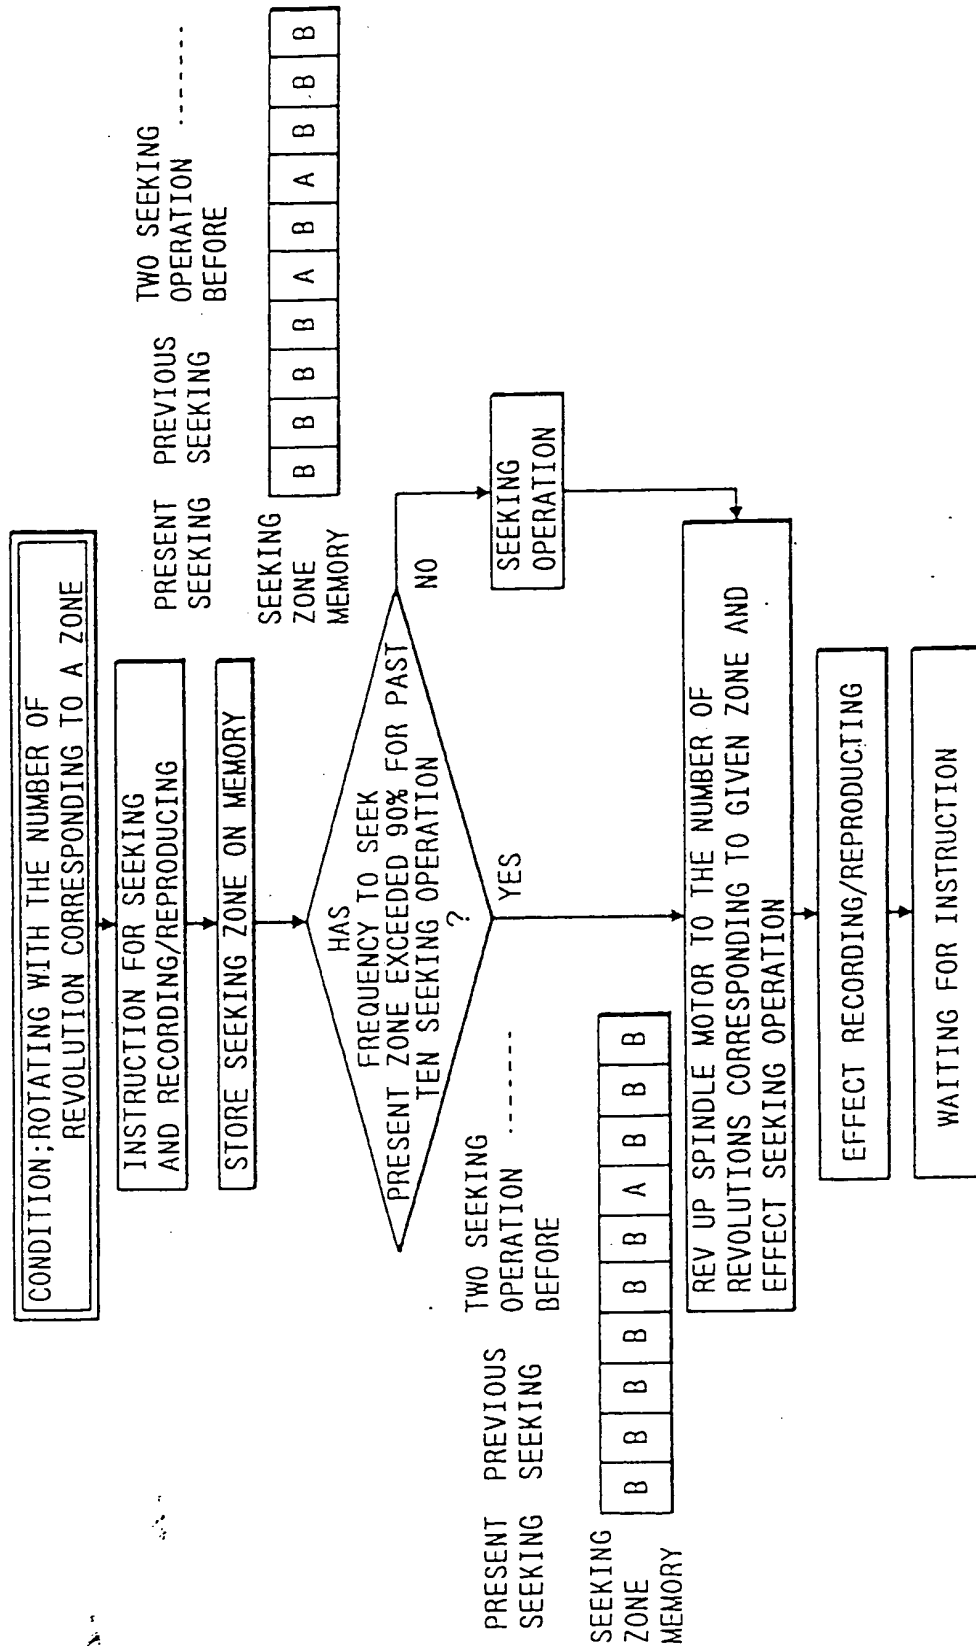 CONDITION;ROTATING WITH THE NUMBER OF
REVOLUTION CORRESPONDING TO A ZONE
INSTRUCTION FOR SEEKING
AND RECORDING/REPRODUCING
STORE SEEKING ZONE ON MEMORY
PRESENT SEEKING
PREVIOUS SEEKING
TWO SEEKING
OPERATION ------
BEFORE
SEEKING
ZONE
MEMORY
B B B B A B A B B B
HAS
FREQUENCY TO SEEK
PRESENT ZONE EXCEEDED 90% FOR PAST
TEN SEEKING OPERATION
?
NO
YES
SEEKING
OPERATION
PRESENT SEEKING
PREVIOUS SEEKING
TWO SEEKING
OPERATION ------
BEFORE
SEEKING
ZONE
MEMORY
B B B B B B A B B B
REV UP SPINDLE MOTOR TO THE NUMBER OF
REVOLUTIONS CORRESPONDING TO GIVEN ZONE AND
EFFECT SEEKING OPERATION
EFFECT RECORDING/REPRODUCTING
WAITING FOR INSTRUCTION